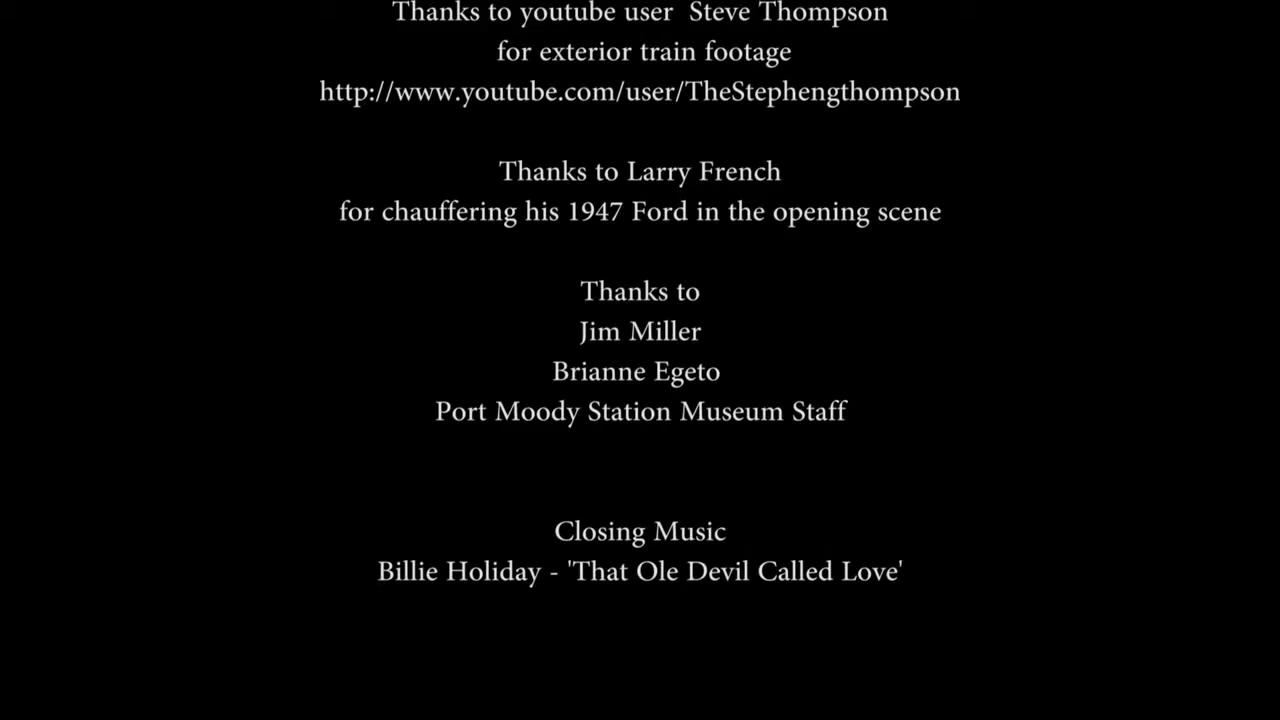 Thanks to youtube user  Steve Thompson
for exterior train footage
http://www.youtube.com/user/TheStephengthompson
Thanks to Larry French
for chauffering his 1947 Ford in the opening scene
Thanks to
Jim Miller
Brianne Egeto
Port Moody Station Museum Staff
Closing Music
Billie Holiday - 'That Ole Devil Called Love'